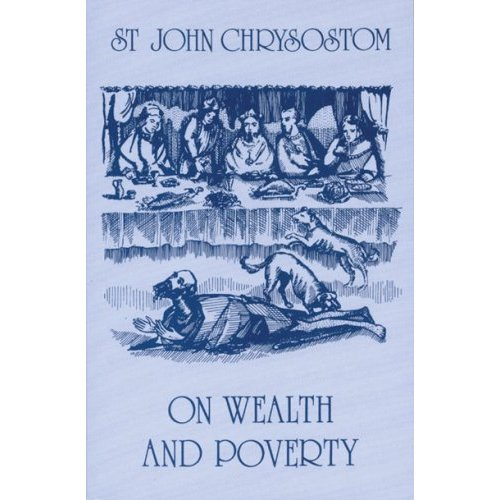 ST JOHN CHRYSOSTOM
ON WEALTH
AND POVERTY